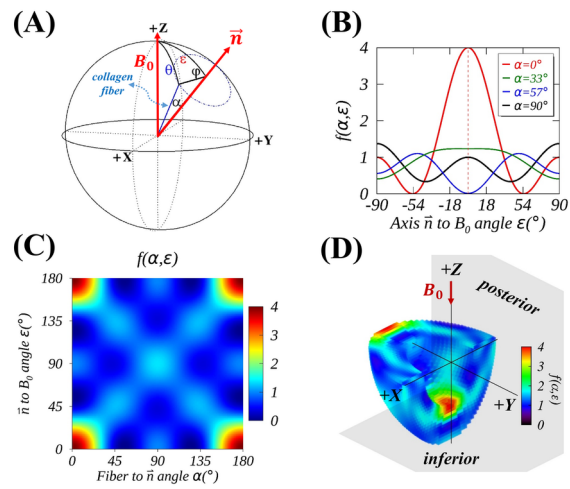 (A)
+Z
n
B₀
θ
ε
φ
α
collagen
fiber
+X
+Y
(B)
f(α,ε)
4
3
2
1
0
α=0°
α=33°
α=57°
α=90°
-90 -54 -18 18 54 90
Axis n⃗ to B₀ angle ε(°)
(C)
f(α,ε)
n⃗ to B₀ angle ε(°)
180
135
90
45
0
0 45 90 135 180
Fiber to n⃗ angle α(°)
4
3
2
1
0
(D)
+Z
B₀
posterior
+X
+Y
inferior
4
3
2
1
0
f(α,ε)